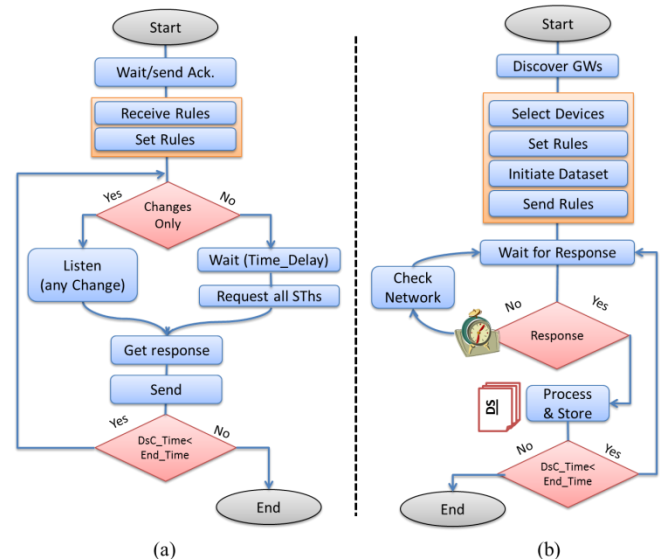 Start
Wait/send Ack.
Receive Rules
Set Rules
Yes
No
Changes
Only
Listen
(any Change)
Wait (Time_Delay)
Request all SThs
Get response
Send
Yes
No
DsC_Time<
End_Time
End
(a)
Start
Discover GWs
Select Devices
Set Rules
Initiate Dataset
Send Rules
Wait for Response
Check
Network
No
Yes
Response
DS
Process
& Store
No
Yes
DsC_Time<
End_Time
End
(b)